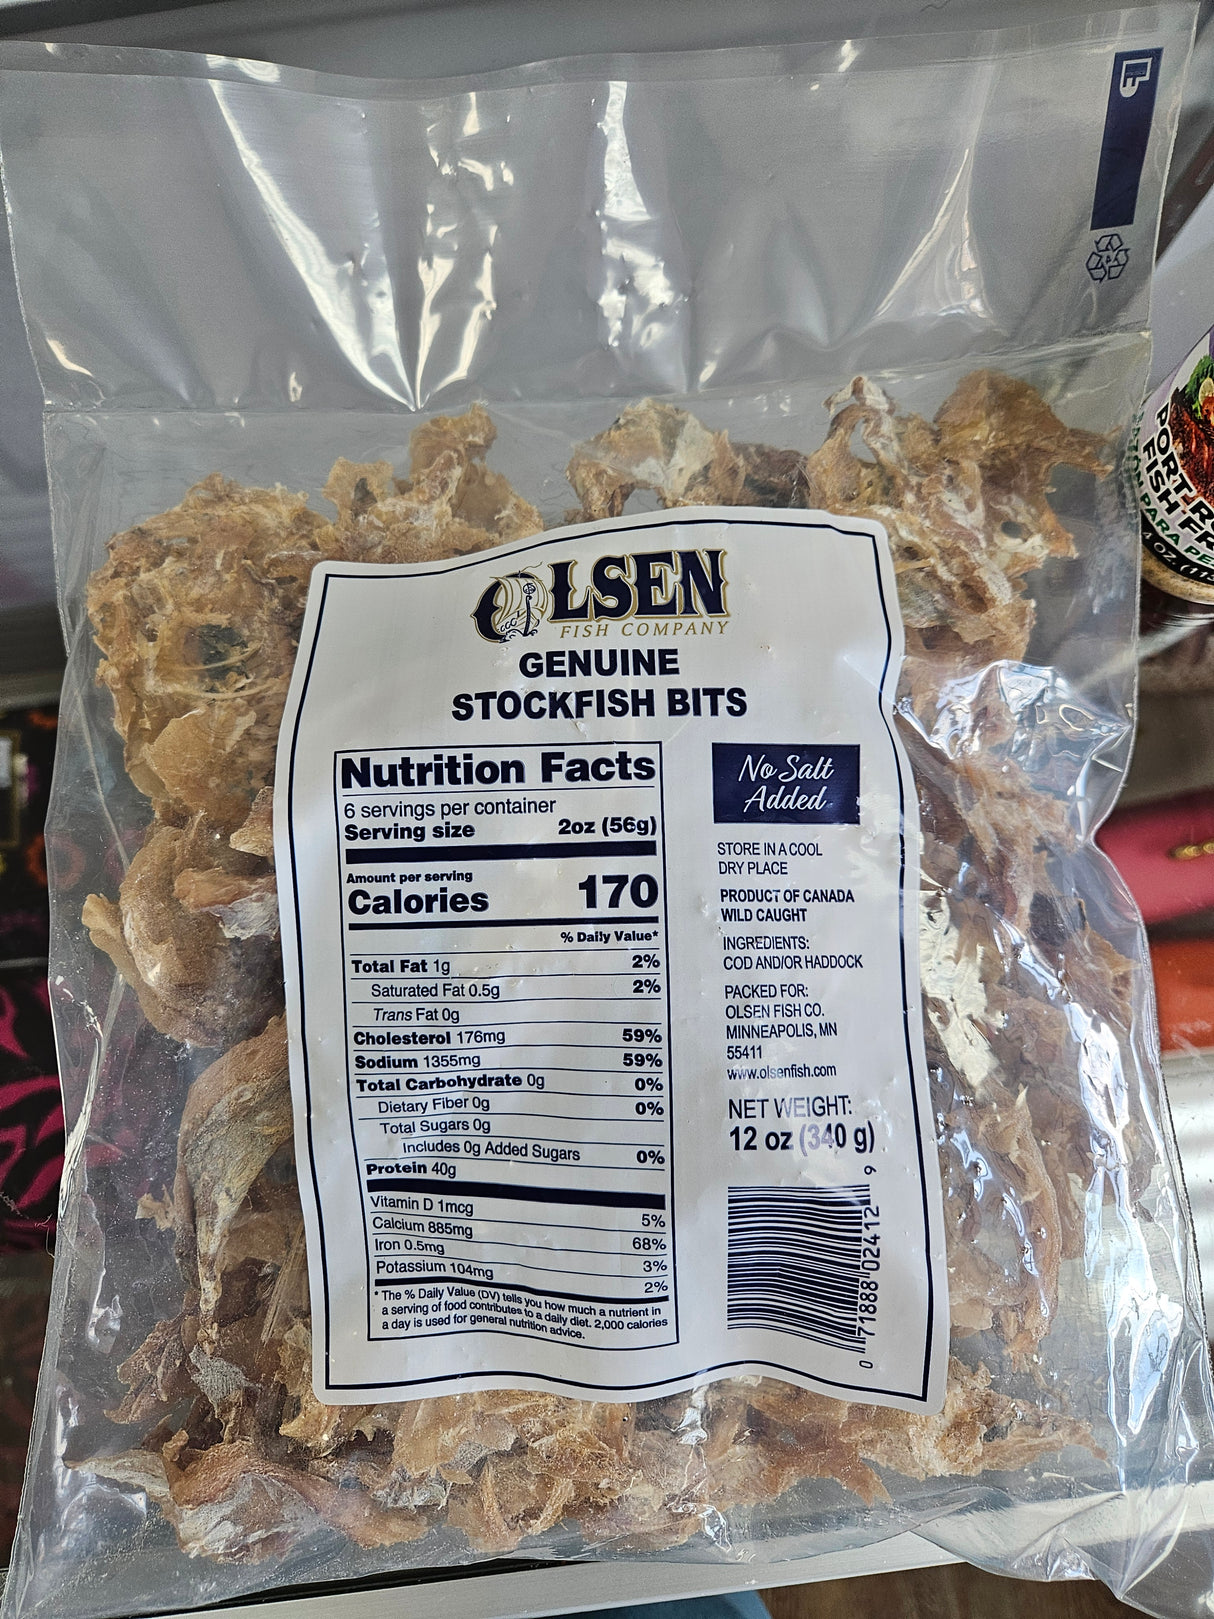 OLSEN
FISH COMPANY
GENUINE
STOCKFISH BITS
Nutrition Facts
6 servings per container
Serving size 2oz (56g)
Amount per serving
Calories 170
% Daily Value*
Total Fat 1g 2%
Saturated Fat 0.5g 2%
Trans Fat 0g
Cholesterol 176mg 59%
Sodium 1355mg 59%
Total Carbohydrate 0g 0%
Dietary Fiber 0g 0%
Total Sugars 0g
Includes 0g Added Sugars 0%
Protein 40g
Vitamin D 1mcg 5%
Calcium 885mg 68%
Iron 0.5mg 3%
Potassium 104mg 2%
* The % Daily Value (DV) tells you how much a nutrient in
a serving of food contributes to a daily diet. 2,000 calories
a day is used for general nutrition advice.
No Salt
Added
STORE IN A COOL
DRY PLACE
PRODUCT OF CANADA
WILD CAUGHT
INGREDIENTS:
COD AND/OR HADDOCK
PACKED FOR:
OLSEN FISH CO.
MINNEAPOLIS, MN
55411
www.olsenfish.com
NET WEIGHT:
12 oz (340 g)
0 71888 02412 9
FISH
PARA